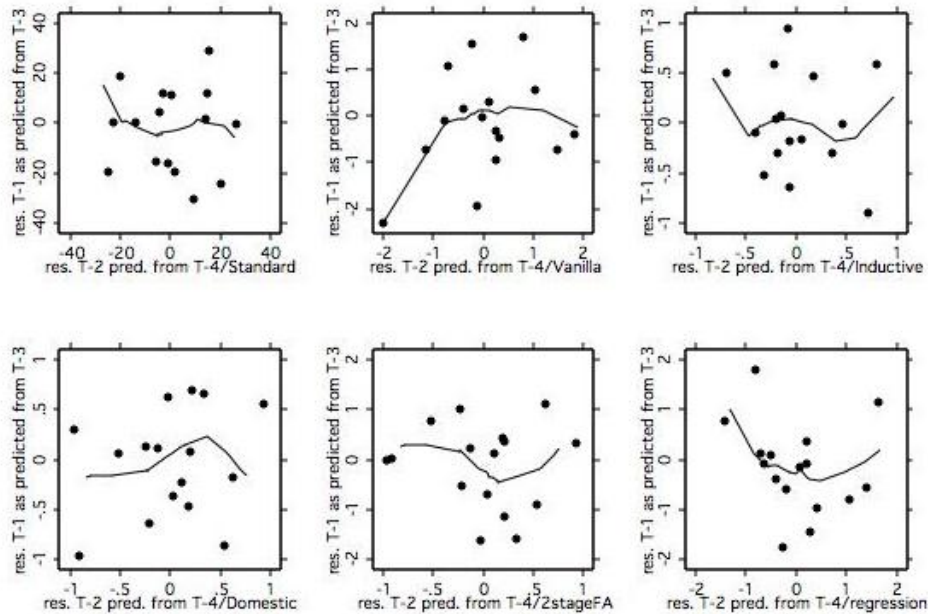 res. T-1 as predicted from T-3
40
20
0
-20
-40
-40 -20 0 20 40
res. T-2 pred. from T-4/Standard
res. T-1 as predicted from T-3
2
1
0
-1
-2
-2 -1 0 1 2
res. T-2 pred. from T-4/Vanilla
res. T-1 as predicted from T-3
1
.5
0
-.5
-1
-1 -.5 0 .5 1
res. T-2 pred. from T-4/Inductive
res. T-1 as predicted from T-3
1
.5
0
-.5
-1
-1 -.5 0 .5 1
res. T-2 pred. from T-4/Domestic
res. T-1 as predicted from T-3
2
1
0
-1
-2
-1 -.5 0 .5 1
res. T-2 pred. from T-4/2stageFA
res. T-1 as predicted from T-3
2
1
0
-1
-2
-2 -1 0 1 2
res. T-2 pred. from T-4/regression